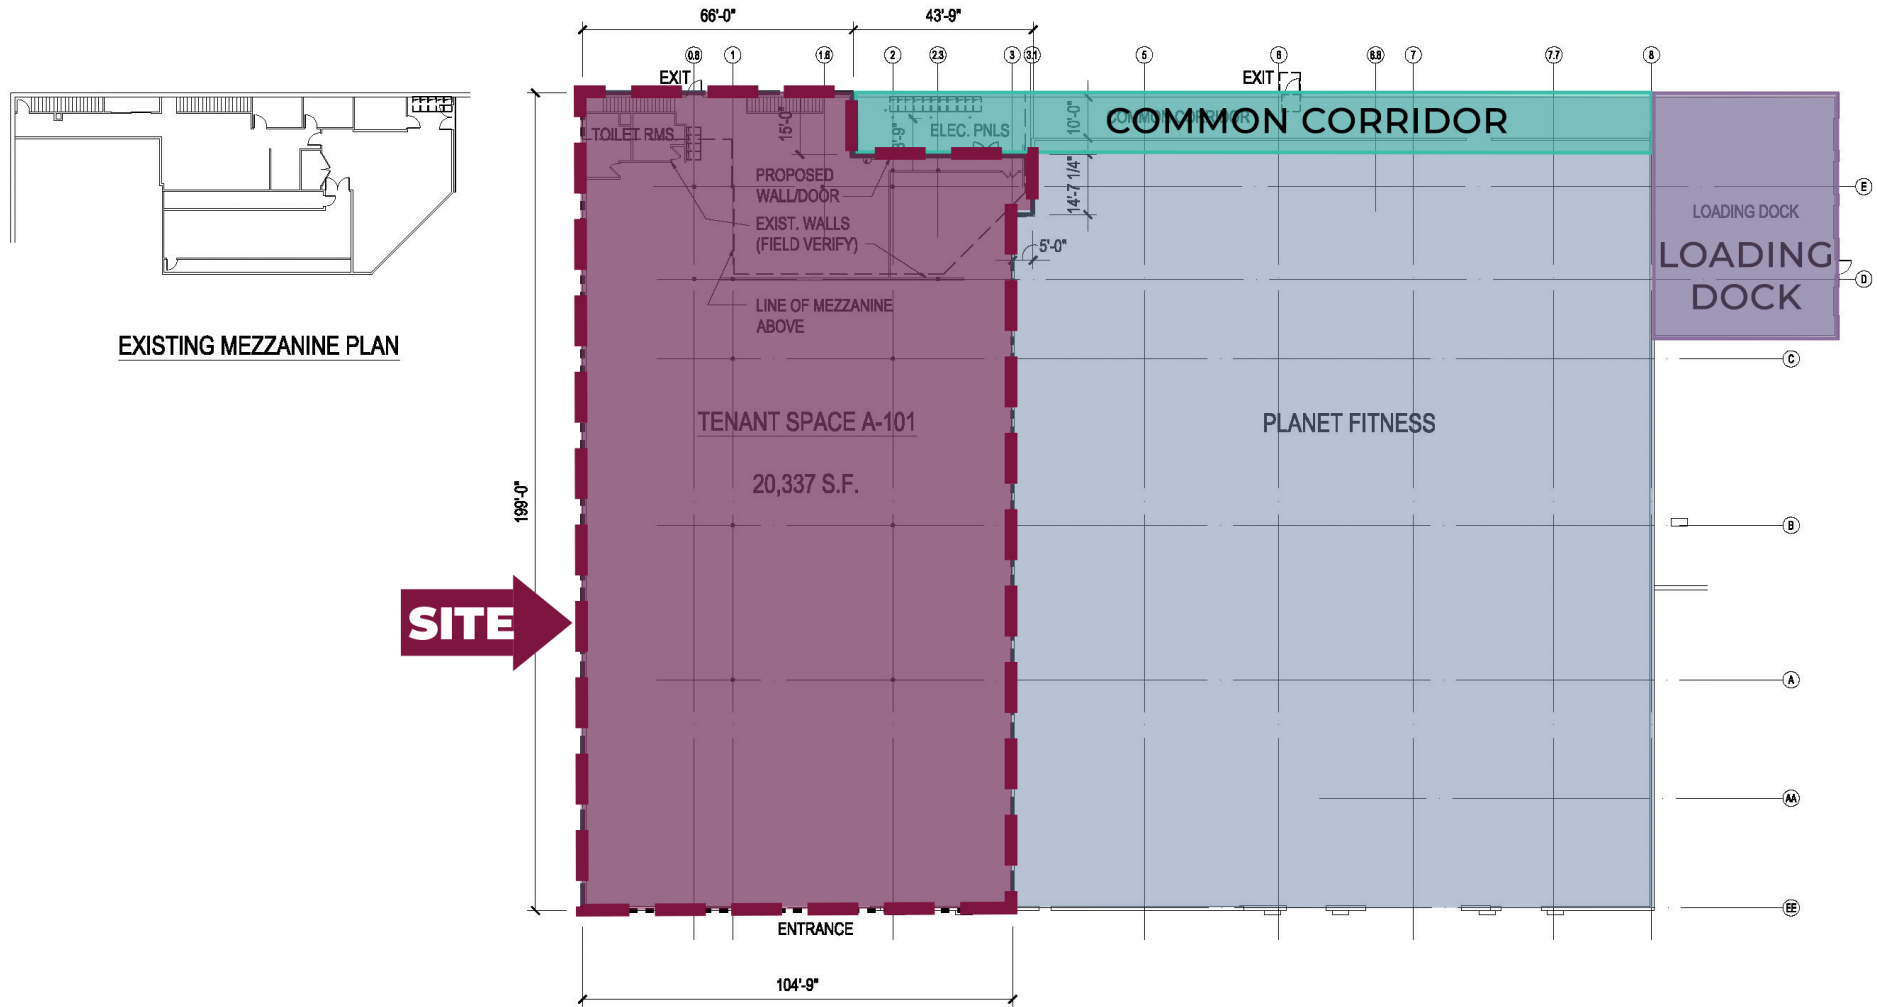 66'-0" 43'-9"
0.8 1 1.6 2 2.3 3 3.1 5 6 6.8 7 7.7 8
EXIT EXIT
COMMON CORRIDOR
COMMON CORRIDOR
TOILET RMS.
15'-0"
ELEC. PNLS
10'-0"
PROPOSED
WALL/DOOR
14'-7 1/4"
E
LOADING DOCK
EXIST. WALLS
(FIELD VERIFY)
5'-0"
LOADING
DOCK
D
LINE OF MEZZANINE
ABOVE
EXISTING MEZZANINE PLAN
C
TENANT SPACE A-101
PLANET FITNESS
20,337 S.F.
199'-0"
B
SITE
A
AA
EE
ENTRANCE
104'-9"